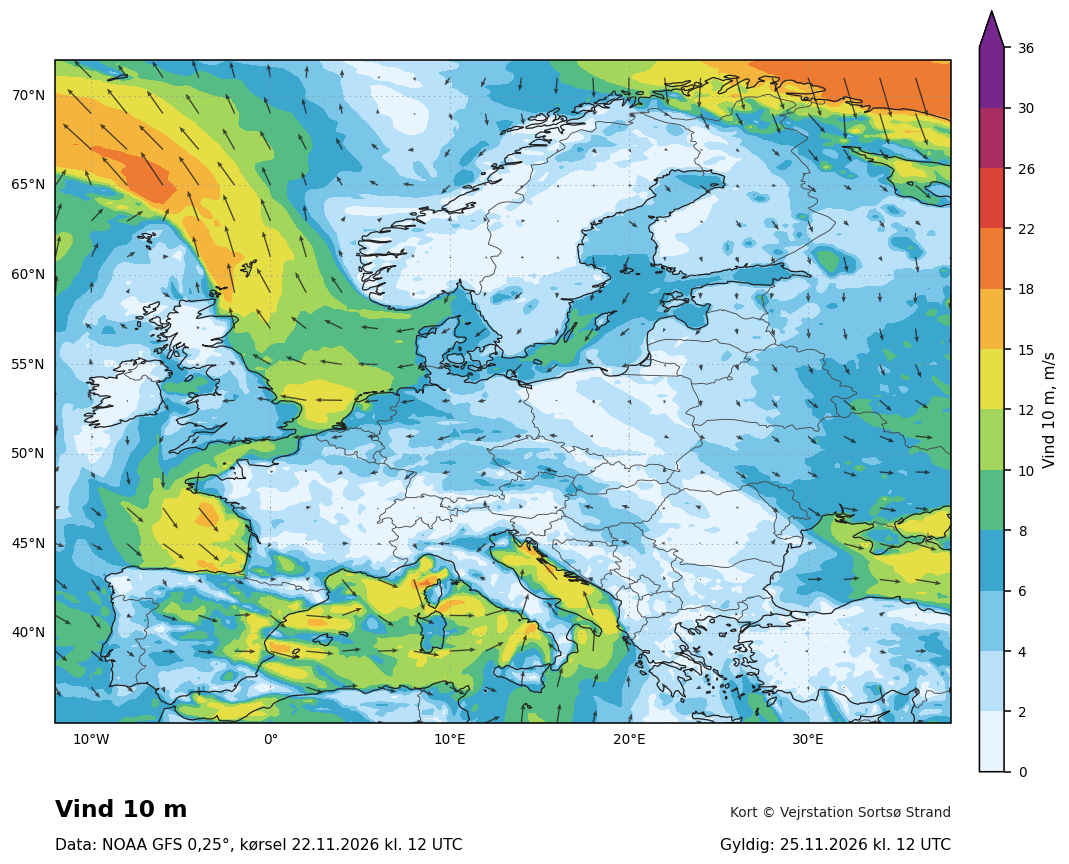 36
30
26
22
18
15
12
10
8
6
4
2
0
Vind 10 m, m/s
70°N
65°N
60°N
55°N
50°N
45°N
40°N
10°W 0° 10°E 20°E 30°E
Vind 10 m
Kort © Vejrstation Sortsø Strand
Data: NOAA GFS 0,25°, kørsel 22.11.2026 kl. 12 UTC
Gyldig: 25.11.2026 kl. 12 UTC